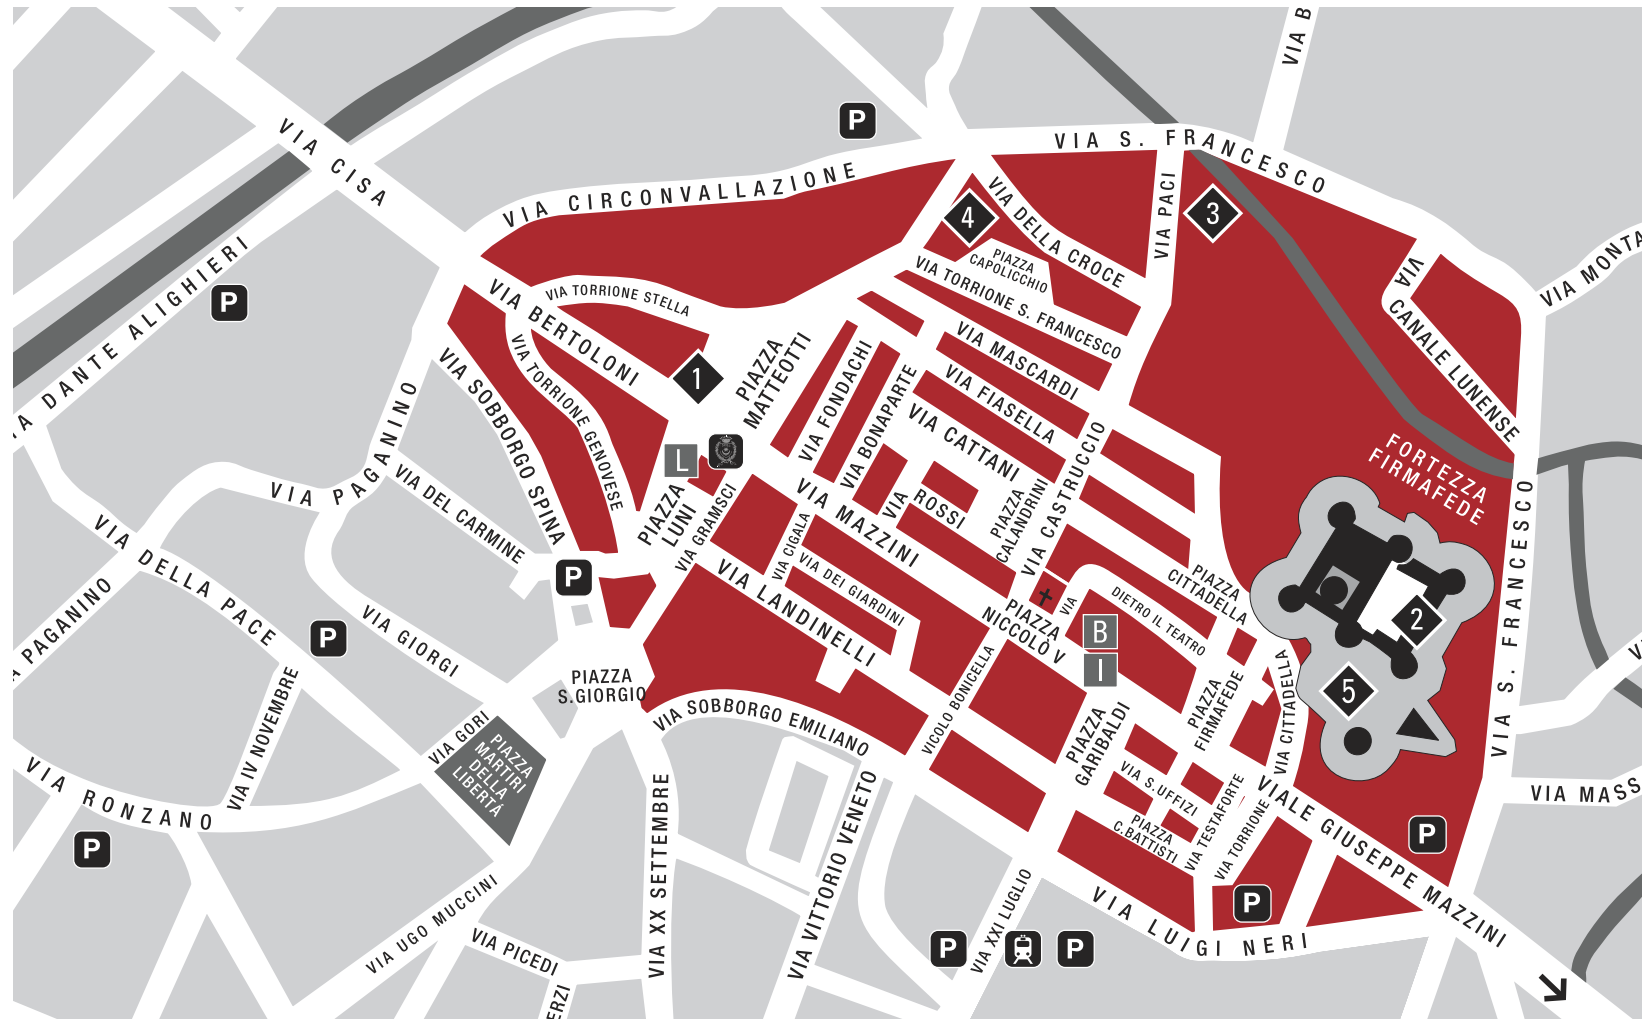 VIA B
P
VIA S. FRANCESCO
VIA CISA
VIA CIRCONVALLAZIONE
VIA PACI
3
4
VIA DELLA CROCE
PIAZZA
CAPOLICCHIO
VIA TORRIONE S. FRANCESCO
VIA MONTA
VIA
CANALE LUNENSE
P
VIA DANTE ALIGHIERI
VIA TORRIONE STELLA
VIA BERTOLONI
VIA TORRIONE GENOVESE
VIA SOBBORGO SPINA
1
PIAZZA
MATTEOTTI
VIA FONDACHI
VIA BONAPARTE
VIA MASCARDI
VIA FIASELLA
VIA CATTANI
VIA
ROSSI
PIAZZA
CALANDRINI
VIA CASTRUCCIO
FORTEZZA
FIRMAFEDE
VIA S. FRANCESCO
VIA PAGANINO
VIA DEL CARMINE
L
PIAZZA
LUNI
VIA GRAMSCI
VIA CIGALA
VIA MAZZINI
VIA DEI GIARDINI
VIA LANDINELLI
P
VIA DELLA PACE
PIAZZA
CITTADELLA
VIA
DIETRO IL TEATRO
PIAZZA
NICCOLÒ V
B
I
2
5
A PAGANINO
P
VIA GIORGI
VIA IV NOVEMBRE
PIAZZA
S.GIORGIO
VIA SOBBORGO EMILIANO
VICOLO BONICELLA
PIAZZA
FIRMAFEDE
VIA CITTADELLA
PIAZZA
GARIBALDI
VIA S.UFFIZI
PIAZZA
C.BATTISTI
VIA TESTAFORTE
VIA TORRIONE
VIALE GIUSEPPE MAZZINI
VIA MASS
V
VIA GORI
PIAZZA
MARTIRI
DELLA
LIBERTÀ
VIA RONZANO
P
VIA UGO MUCCINI
VIA PICEDI
ERZI
VIA XX SETTEMBRE
VIA VITTORIO VENETO
P
VIA XXI LUGLIO
P
VIA LUIGI NERI
P
P